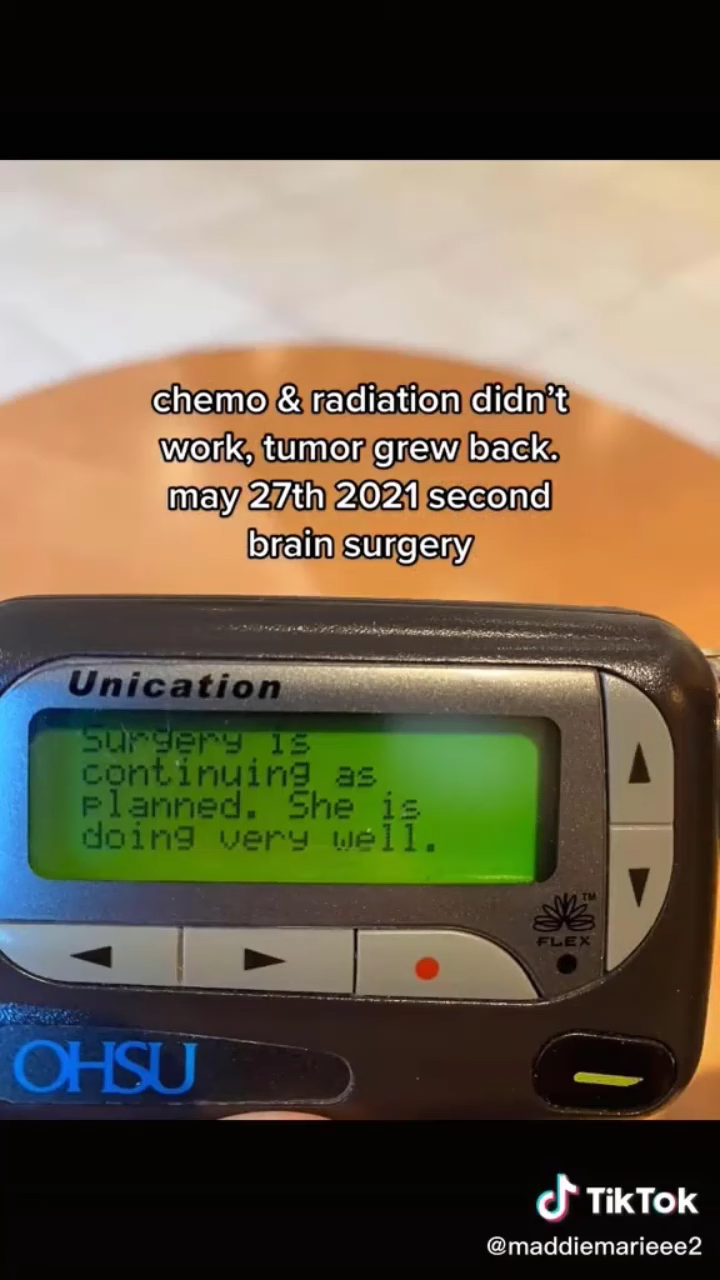 chemo & radiation didn't
work, tumor grew back.
may 27th 2021 second
brain surgery
Unication
Surgery is
continuing as
planned. She is
doing very well.
TM
FLEX
OHSU
TikTok
@maddiemarieee2